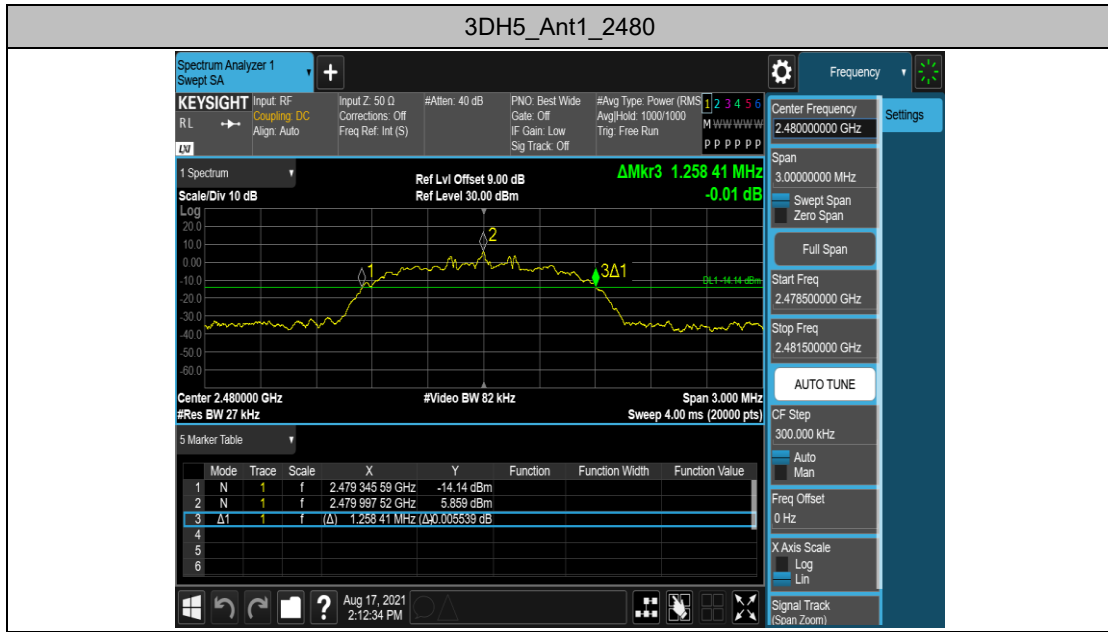 3DH5_Ant1_2480
Spectrum Analyzer 1
Swept SA
Frequency
KEYSIGHT
R L
LXI
Input: RF
Coupling: DC
Align: Auto
Input Z: 50 Ω
Corrections: Off
Freq Ref: Int (S)
#Atten: 40 dB
PNO: Best Wide
Gate: Off
IF Gain: Low
Sig Track: Off
#Avg Type: Power (RMS
Avg|Hold: 1000/1000
Trig: Free Run
1 2 3 4 5 6
M W W W W W
P P P P P P
1 Spectrum
Scale/Div 10 dB
Ref Lvl Offset 9.00 dB
Ref Level 30.00 dBm
ΔMkr3 1.258 41 MHz
-0.01 dB
Log
20.0
10.0
0.00
-10.0
-20.0
-30.0
-40.0
-50.0
-60.0
1
2
3Δ1
DL1 -14.14 dBm
Center 2.480000 GHz
#Video BW 82 kHz
Span 3.000 MHz
#Res BW 27 kHz
Sweep 4.00 ms (20000 pts)
5 Marker Table
Mode Trace Scale X Y Function Function Width Function Value
1 N 1 f 2.479 345 59 GHz -14.14 dBm
2 N 1 f 2.479 997 52 GHz 5.859 dBm
3 Δ1 1 f (Δ) 1.258 41 MHz (Δ) -0.005539 dB
4
5
6
Aug 17, 2021
2:12:34 PM
Center Frequency
2.480000000 GHz
Settings
Span
3.00000000 MHz
Swept Span
Zero Span
Full Span
Start Freq
2.478500000 GHz
Stop Freq
2.481500000 GHz
AUTO TUNE
CF Step
300.000 kHz
Auto
Man
Freq Offset
0 Hz
X Axis Scale
Log
Lin
Signal Track
(Span Zoom)